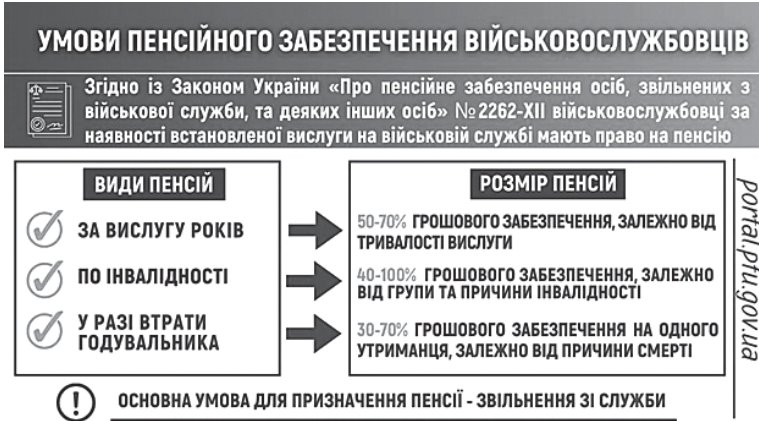 УМОВИ ПЕНСІЙНОГО ЗАБЕЗПЕЧЕННЯ ВІЙСЬКОВОСЛУЖБОВЦІВ
Згідно із Законом України «Про пенсійне забезпечення осіб, звільнених з
військової служби, та деяких інших осіб» №2262-XII військовослужбовці за
наявності встановленої вислуги на військовій службі мають право на пенсію
ВИДИ ПЕНСІЙ
ЗА ВИСЛУГУ РОКІВ
ПО ІНВАЛІДНОСТІ
У РАЗІ ВТРАТИ
ГОДУВАЛЬНИКА
РОЗМІР ПЕНСІЙ
50-70% ГРОШОВОГО ЗАБЕЗПЕЧЕННЯ, ЗАЛЕЖНО ВІД
ТРИВАЛОСТІ ВИСЛУГИ
40-100% ГРОШОВОГО ЗАБЕЗПЕЧЕННЯ, ЗАЛЕЖНО
ВІД ГРУПИ ТА ПРИЧИНИ ІНВАЛІДНОСТІ
30-70% ГРОШОВОГО ЗАБЕЗПЕЧЕННЯ НА ОДНОГО
УТРИМАНЦЯ, ЗАЛЕЖНО ВІД ПРИЧИНИ СМЕРТІ
portal.pfu.gov.ua
ОСНОВНА УМОВА ДЛЯ ПРИЗНАЧЕННЯ ПЕНСІЇ - ЗВІЛЬНЕННЯ ЗІ СЛУЖБИ